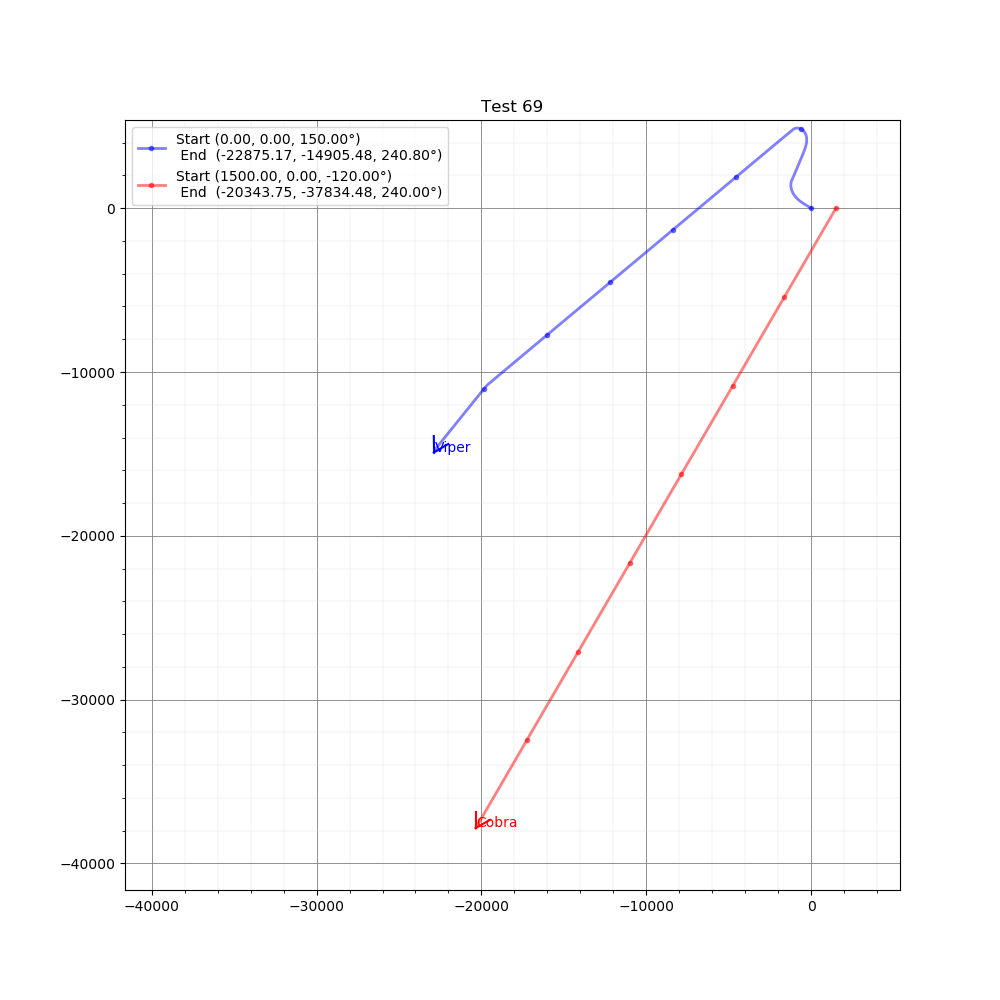 Test 69
Start (0.00, 0.00, 150.00°)
End (-22875.17, -14905.48, 240.80°)
Start (1500.00, 0.00, -120.00°)
End (-20343.75, -37834.48, 240.00°)
0
−10000
−20000
−30000
−40000
Viper
Cobra
−40000
−30000
−20000
−10000
0